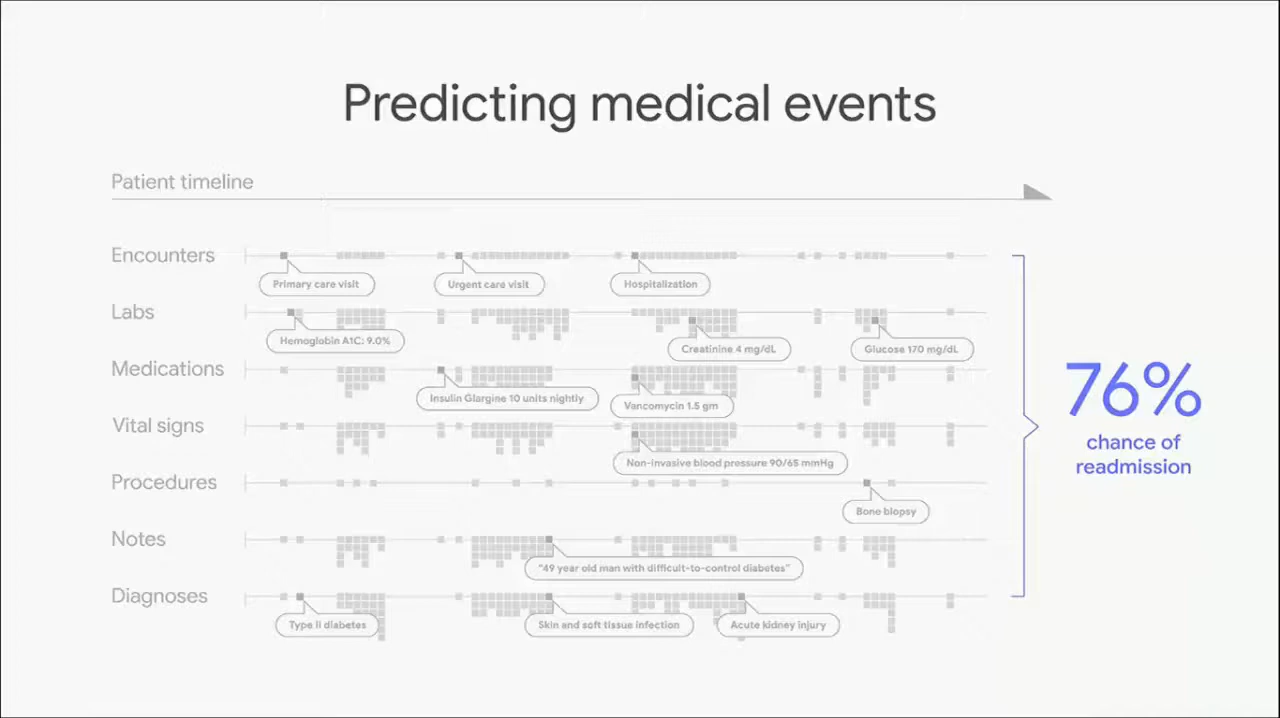 Predicting medical events
Patient timeline
Encounters
Primary care visit
Urgent care visit
Hospitalization
Labs
Hemoglobin A1C: 9.0%
Creatinine 4 mg/dL
Glucose 170 mg/dL
Medications
Insulin Glargine 10 units nightly
Vancomycin 1.5 gm
Vital signs
Non-invasive blood pressure 90/65 mmHg
Procedures
Bone biopsy
Notes
"49 year old man with difficult-to-control diabetes"
Diagnoses
Type II diabetes
Skin and soft tissue infection
Acute kidney injury
76%
chance of
readmission